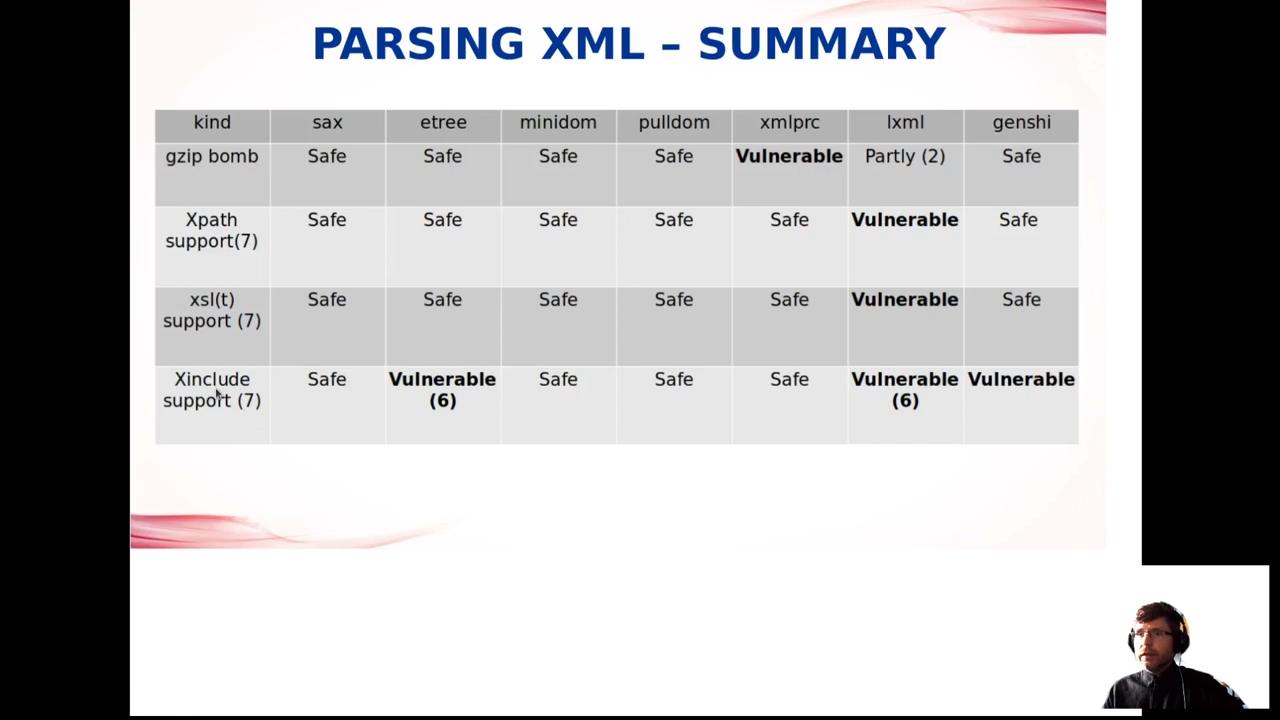 PARSING XML – SUMMARY
kind sax etree minidom pulldom xmlprc lxml genshi
gzip bomb Safe Safe Safe Safe Vulnerable Partly (2) Safe
Xpath Safe Safe Safe Safe Safe Vulnerable Safe
support(7)
xsl(t) Safe Safe Safe Safe Safe Vulnerable Safe
support (7)
Xinclude Safe Vulnerable Safe Safe Safe Vulnerable Vulnerable
support (7) (6) (6)